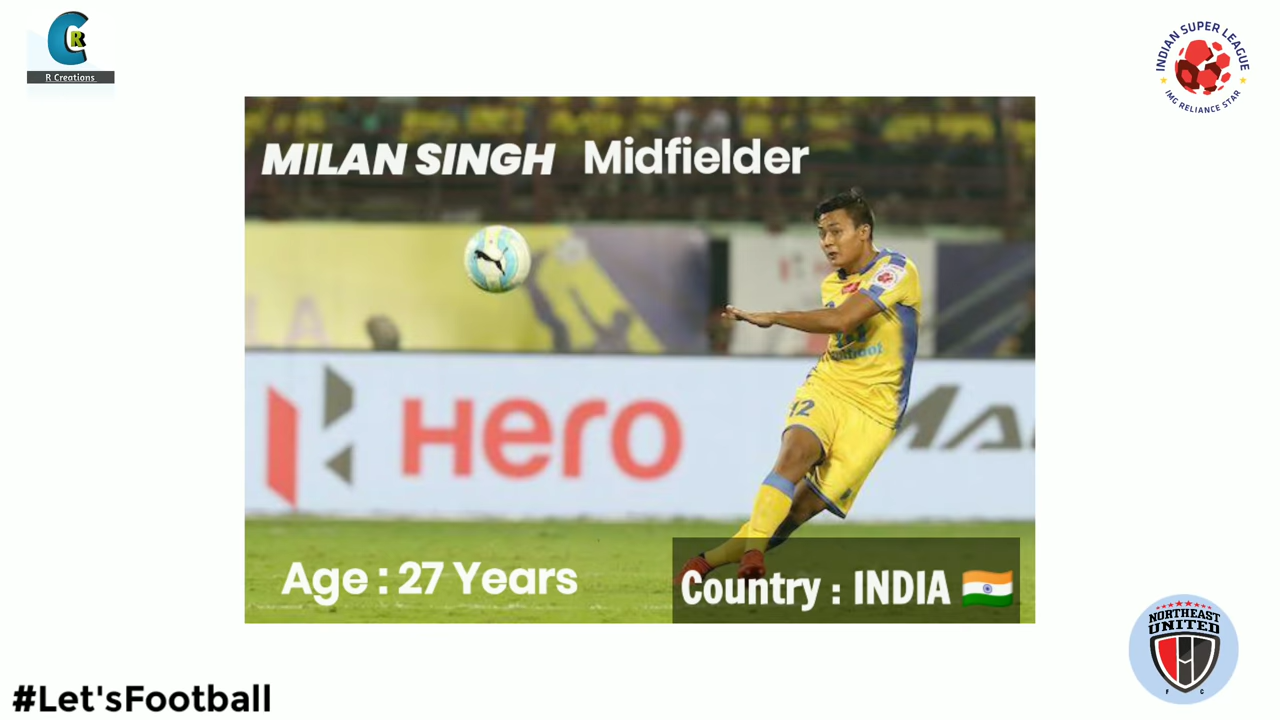 R Creations
INDIAN SUPER LEAGUE
IMG RELIANCE STAR
MILAN SINGH Midfielder
Hero
12
Age : 27 Years
Country : INDIA
NORTHEAST
UNITED
F C
#Let'sFootball